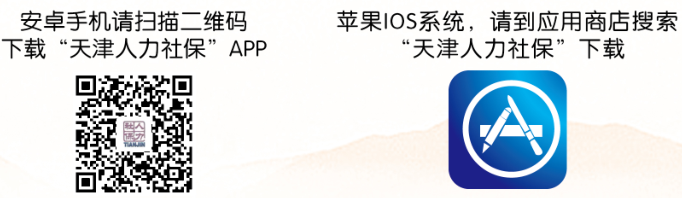 安卓手机请扫描二维码
下载“天津人力社保”APP
苹果IOS系统，请到应用商店搜索
“天津人力社保”下载
TIANJIN